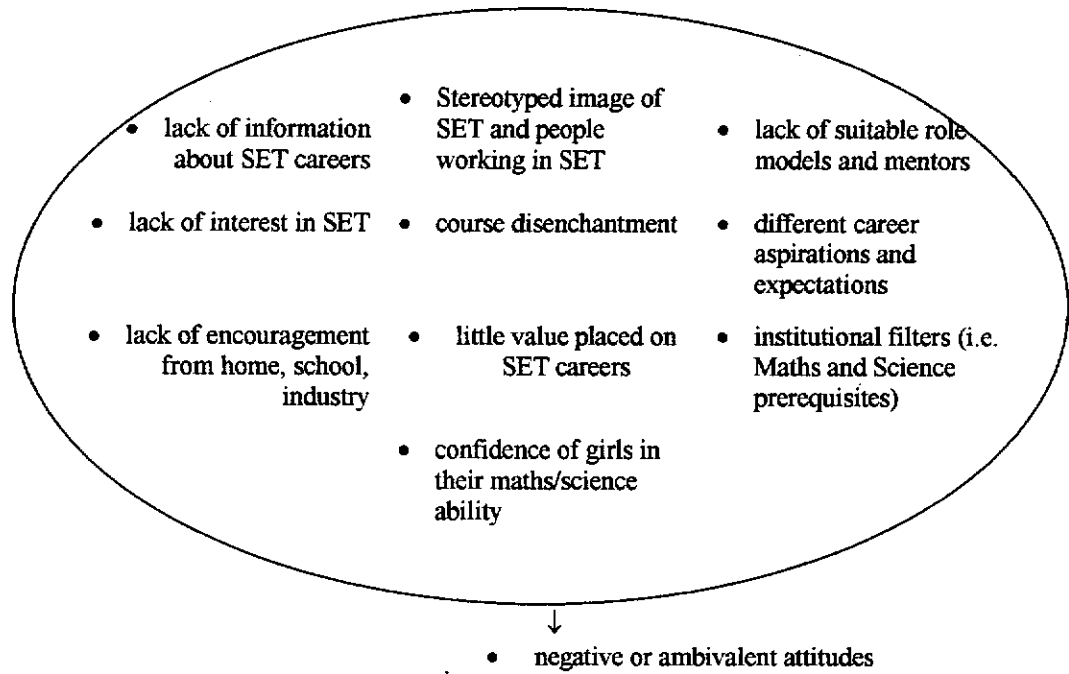 • lack of information
about SET careers
• Stereotyped image of
SET and people
working in SET
• lack of suitable role
models and mentors
• lack of interest in SET
• course disenchantment
• different career
aspirations and
expectations
• lack of encouragement
from home, school,
industry
• little value placed on
SET careers
• institutional filters (i.e.
Maths and Science
prerequisites)
• confidence of girls in
their maths/science
ability
↓
• negative or ambivalent attitudes